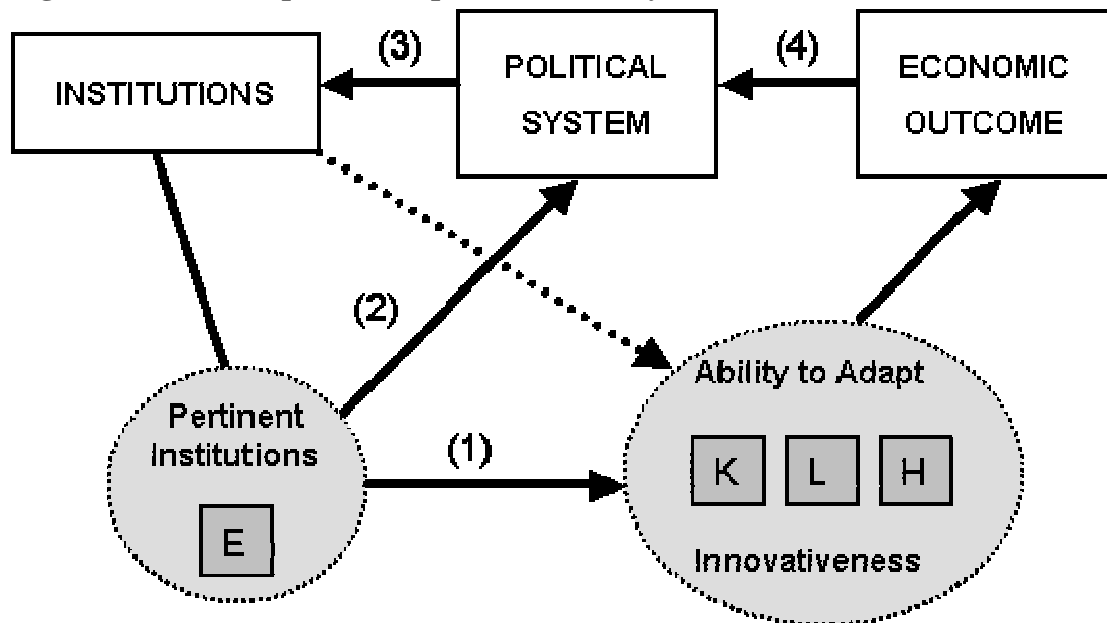 (3)
(4)
INSTITUTIONS
POLITICAL
SYSTEM
ECONOMIC
OUTCOME
(2)
Pertinent
Institutions
E
(1)
Ability to Adapt
K L H
Innovativeness